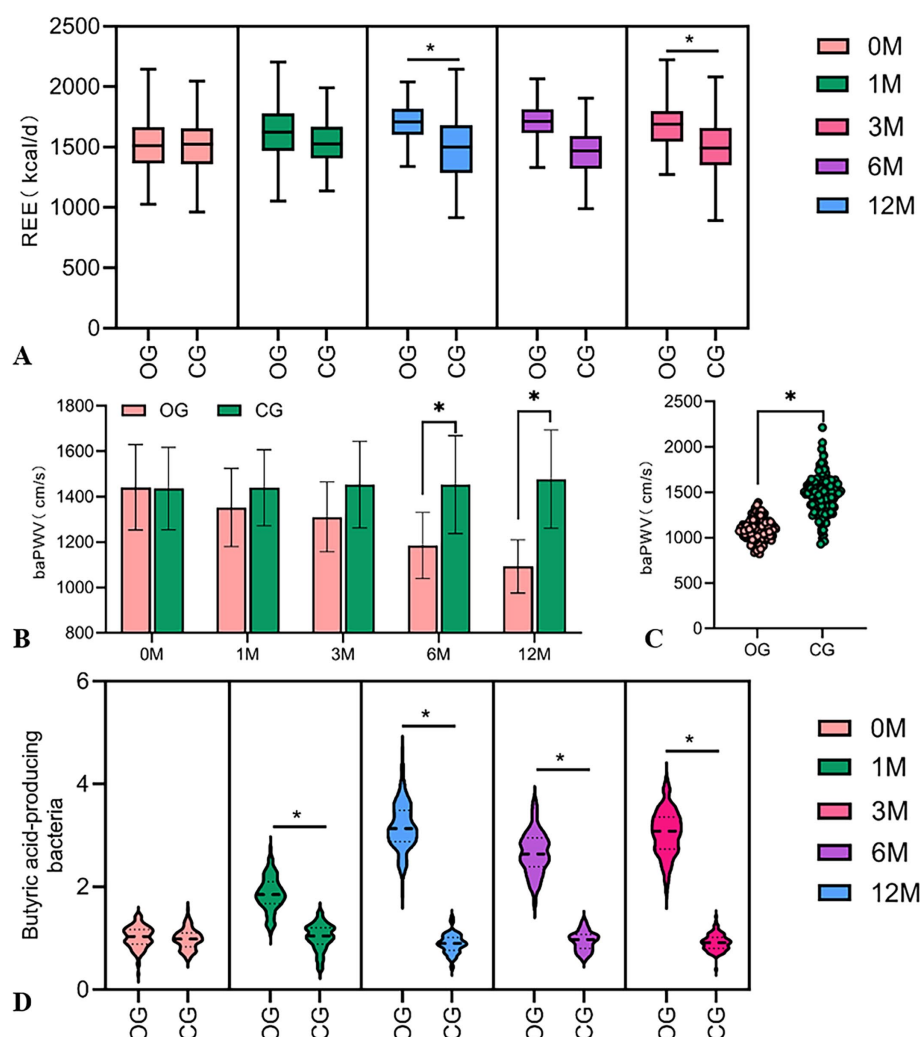 2500
2000
1500
1000
500
0
REE ( kcal/d )
*
*
OG
CG
OG
CG
OG
CG
OG
CG
OG
CG
0M
1M
3M
6M
12M
A
1800
1600
1400
1200
1000
800
baPWV ( cm/s )
OG
CG
*
*
0M
1M
3M
6M
12M
B
2500
2000
1500
1000
500
0
baPWV ( cm/s )
*
OG
CG
C
6
4
2
0
Butyric acid-producing
bacteria
*
*
*
*
OG
CG
OG
CG
OG
CG
OG
CG
OG
CG
0M
1M
3M
6M
12M
D